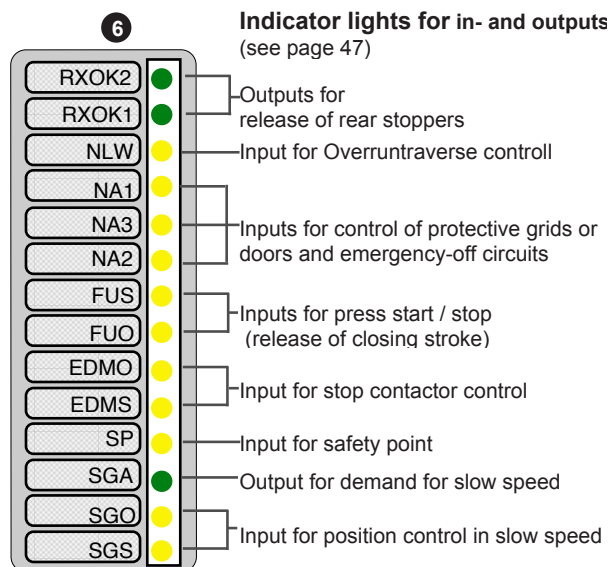 6
Indicator lights for in- and outputs
(see page 47)
RXOK2
RXOK1
NLW
NA1
NA3
NA2
FUS
FUO
EDMO
EDMS
SP
SGA
SGO
SGS
Outputs for
release of rear stoppers
Input for Overruntraverse controll
Inputs for control of protective grids or
doors and emergency-off circuits
Inputs for press start / stop
(release of closing stroke)
Input for stop contactor control
Input for safety point
Output for demand for slow speed
Input for position control in slow speed